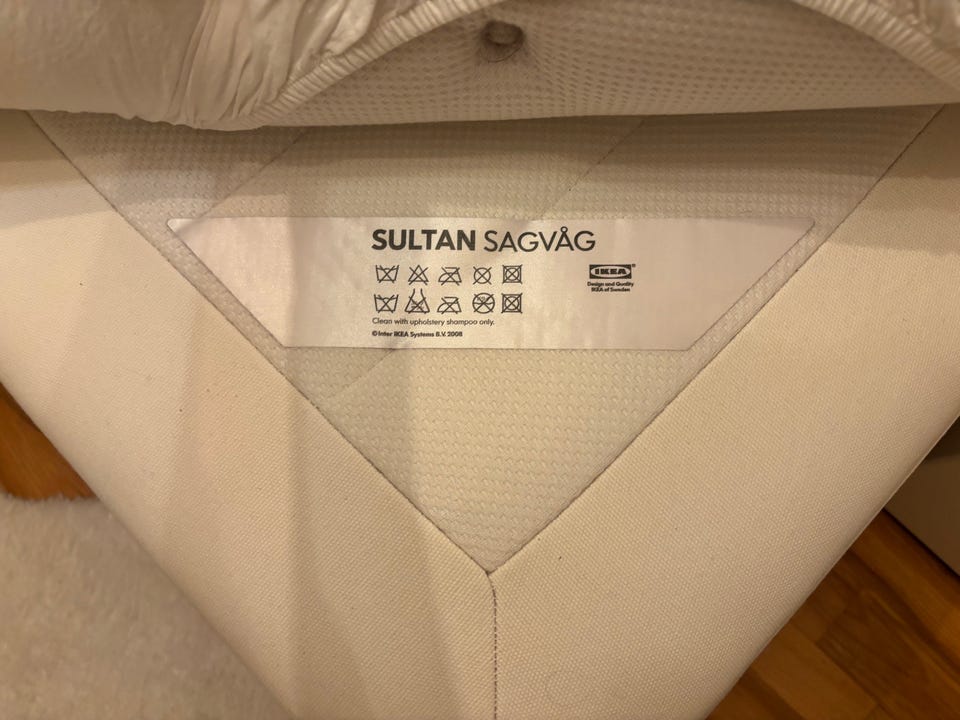 SULTAN SAGVÅG
IKEA®
Design and Quality
IKEA of Sweden
Clean with upholstery shampoo only.
©Inter IKEA Systems B.V. 2008